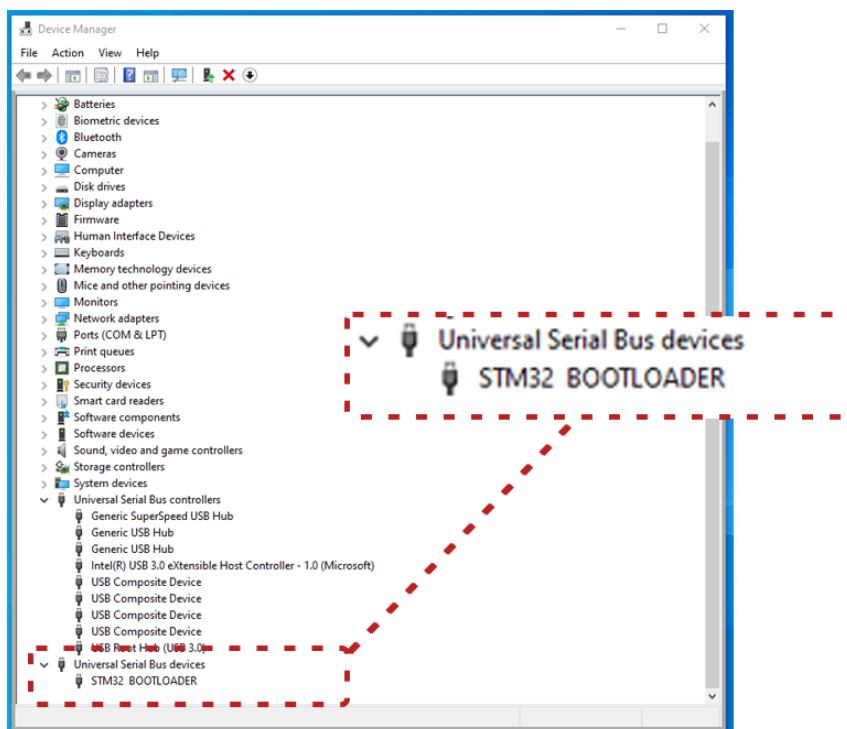 Device Manager
File Action View Help
Batteries
Biometric devices
Bluetooth
Cameras
Computer
Disk drives
Display adapters
Firmware
Human Interface Devices
Keyboards
Memory technology devices
Mice and other pointing devices
Monitors
Network adapters
Ports (COM & LPT)
Print queues
Processors
Security devices
Smart card readers
Software components
Software devices
Sound, video and game controllers
Storage controllers
System devices
Universal Serial Bus controllers
Generic SuperSpeed USB Hub
Generic USB Hub
Generic USB Hub
Intel(R) USB 3.0 eXtensible Host Controller - 1.0 (Microsoft)
USB Composite Device
USB Composite Device
USB Composite Device
USB Composite Device
USB Root Hub (USB 3.0)
Universal Serial Bus devices
STM32 BOOTLOADER
Universal Serial Bus devices
STM32 BOOTLOADER